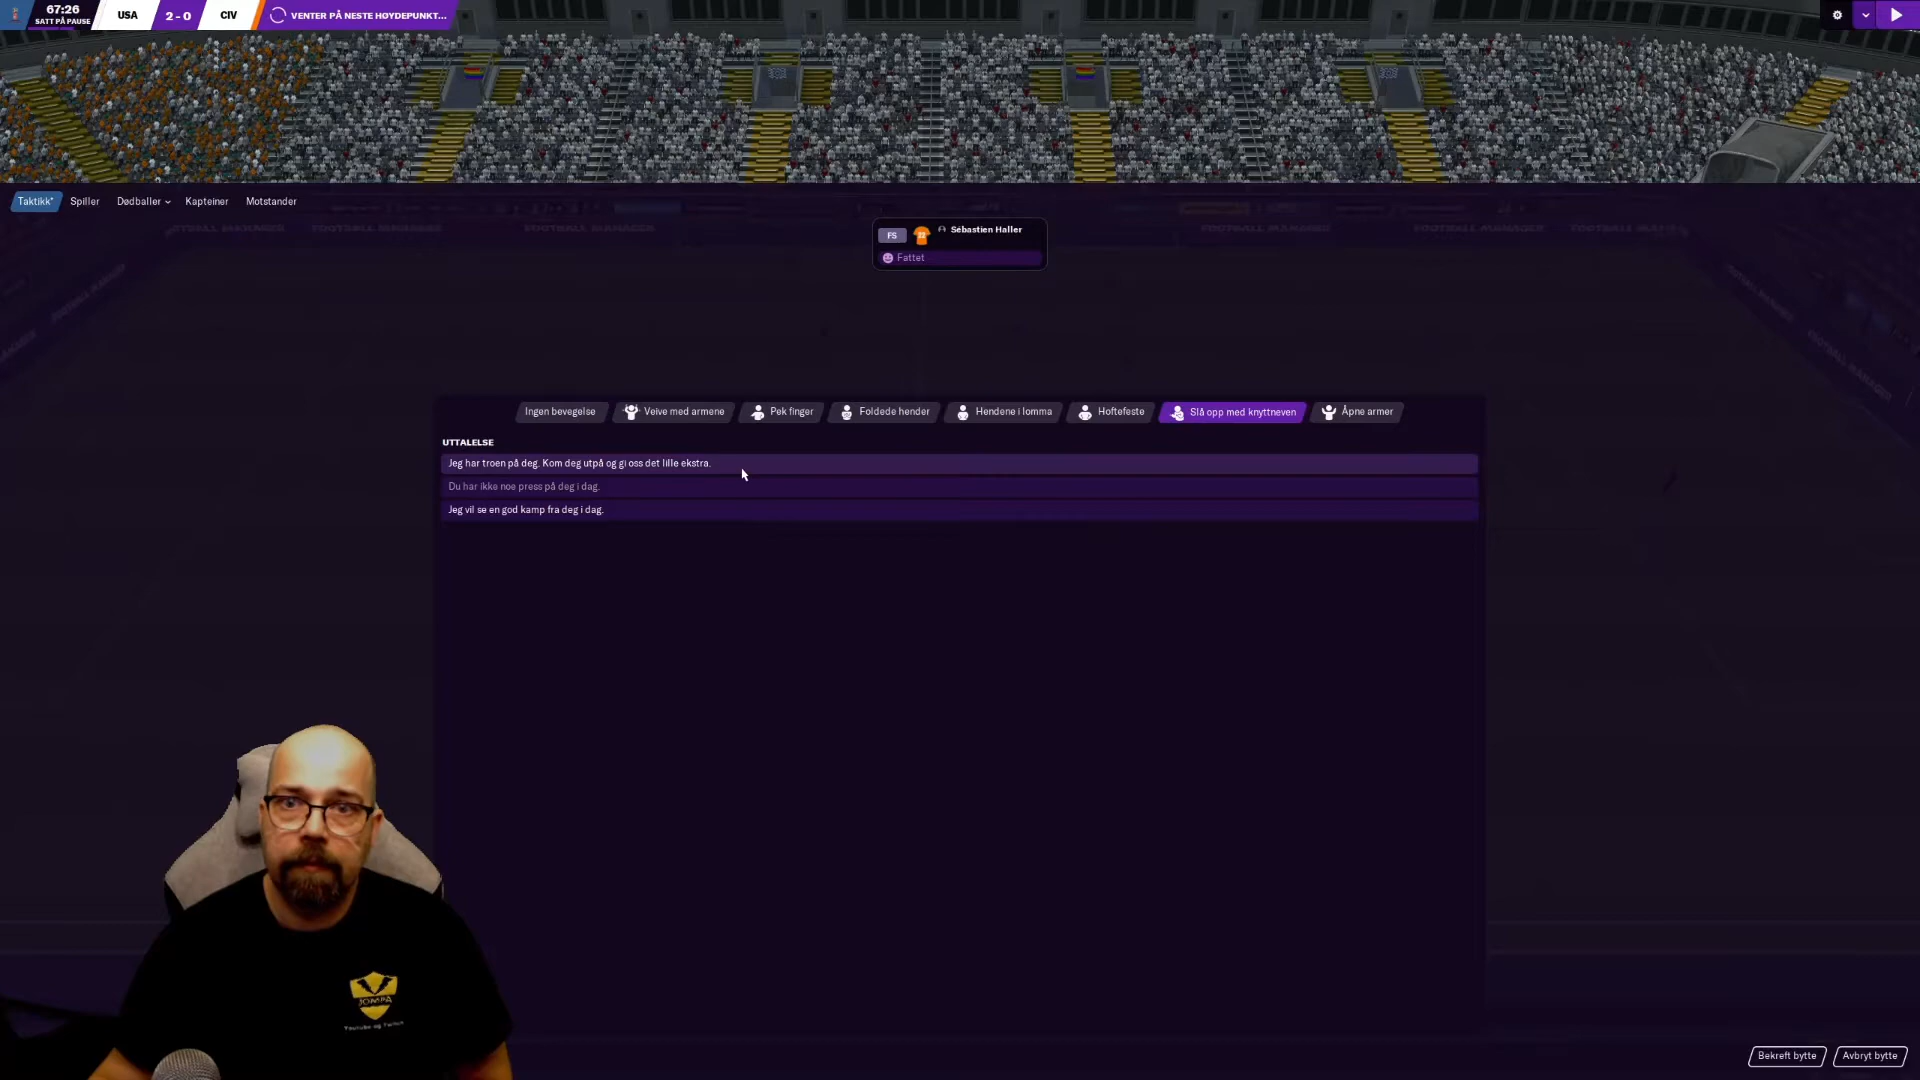 67:26
SATT PÅ PAUSE
USA
2 - 0
CIV
VENTER PÅ NESTE HØYDEPUNKT...
Taktikk*
Spiller
Dødballer
Kapteiner
Motstander
FS
Sébastien Haller
Fattet
Ingen bevegelse
Veive med armene
Pek finger
Foldede hender
Hendene i lomma
Hoftefeste
Slå opp med knyttneven
Åpne armer
UTTALELSE
Jeg har troen på deg. Kom deg utpå og gi oss det lille ekstra.
Du har ikke noe press på deg i dag.
Jeg vil se en god kamp fra deg i dag.
JOMPA
Youtube og Twitch
Bekreft bytte
Avbryt bytte